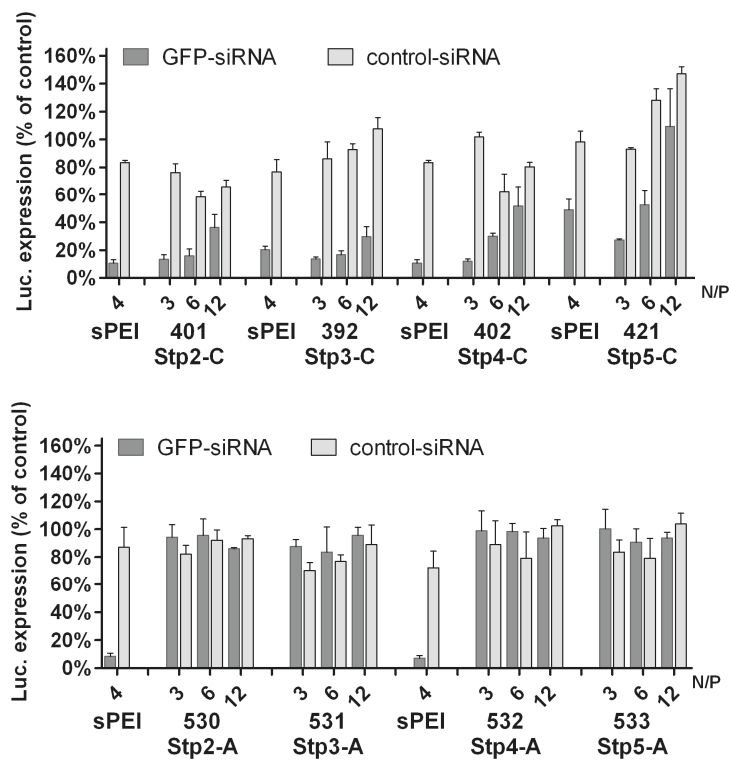 Luc. expression (% of control)
GFP-siRNA control-siRNA
160%
140%
120%
100%
80%
60%
40%
20%
0%
4 3 6 12 4 3 6 12 4 3 6 12 4 3 6 12 N/P
sPEI 401 sPEI 392 sPEI 402 sPEI 421
Stp2-C Stp3-C Stp4-C Stp5-C
Luc. expression (% of control)
GFP-siRNA control-siRNA
160%
140%
120%
100%
80%
60%
40%
20%
0%
4 3 6 12 3 6 12 4 3 6 12 3 6 12 N/P
sPEI 530 531 sPEI 532 533
Stp2-A Stp3-A Stp4-A Stp5-A